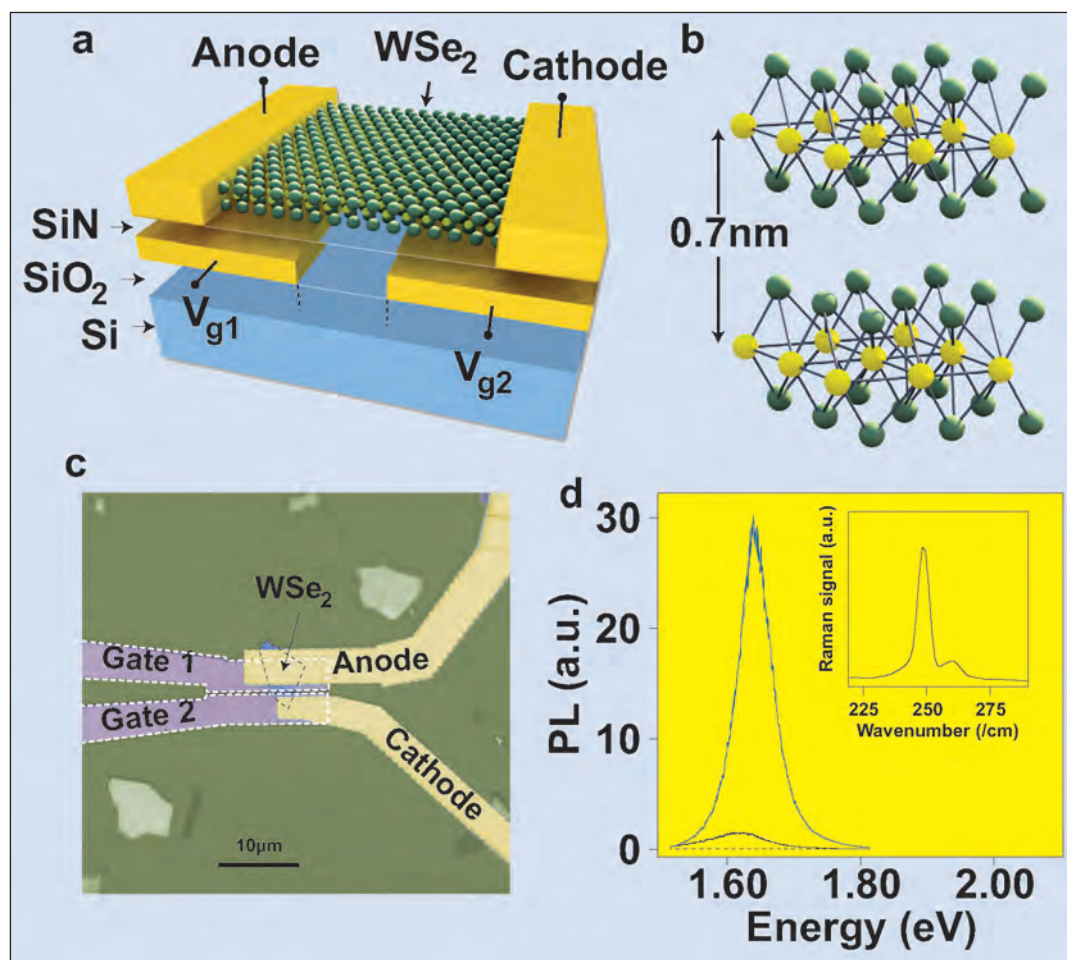 a
Anode
WSe2
Cathode
SiN
SiO2
Si
Vg1
Vg2
b
0.7nm
c
WSe2
Gate 1
Anode
Gate 2
Cathode
10µm
d
PL (a.u.)
30
20
10
0
1.60 1.80 2.00
Energy (eV)
Raman signal (a.u.)
225 250 275
Wavenumber (/cm)